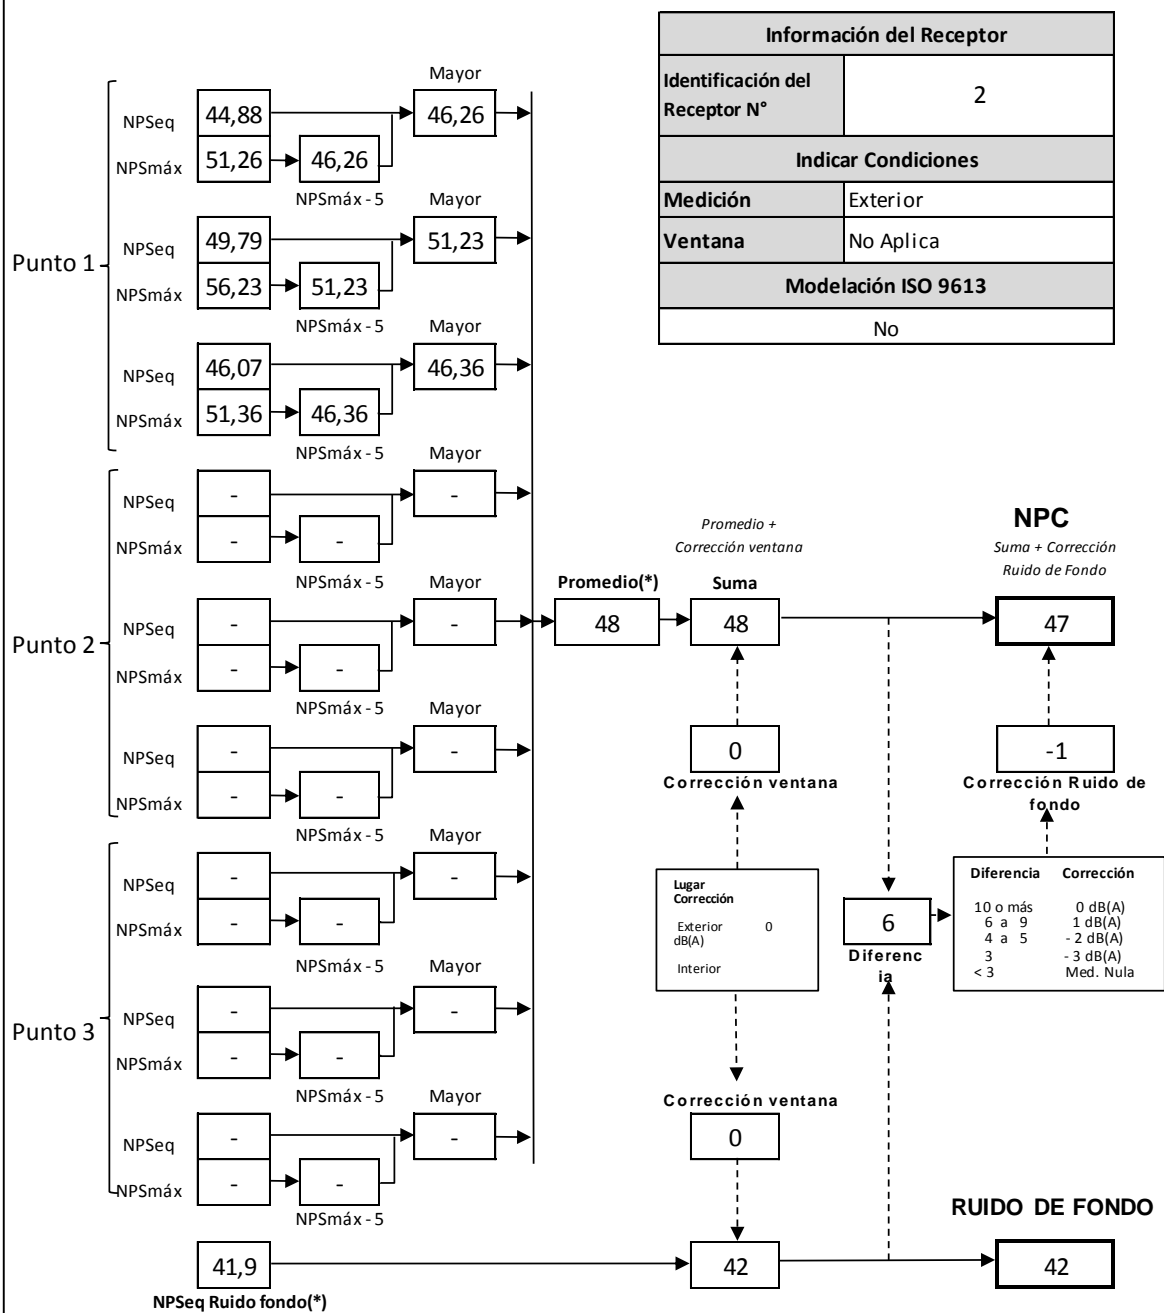 Información del Receptor
Identificación del Receptor N°
2
Indicar Condiciones
Medición Exterior
Ventana No Aplica
Modelación ISO 9613
No
Punto 1
Mayor
NPSeq 44,88 46,26
NPSmáx 51,26 46,26
NPSmáx - 5 Mayor
NPSeq 49,79 51,23
NPSmáx 56,23 51,23
NPSmáx - 5 Mayor
NPSeq 46,07 46,36
NPSmáx 51,36 46,36
NPSmáx - 5 Mayor
Punto 2
NPSeq - -
NPSmáx - -
NPSmáx - 5 Mayor
NPSeq - -
NPSmáx - -
NPSmáx - 5 Mayor
NPSeq - -
NPSmáx - -
NPSmáx - 5 Mayor
Punto 3
NPSeq - -
NPSmáx - -
NPSmáx - 5 Mayor
NPSeq - -
NPSmáx - -
NPSmáx - 5 Mayor
NPSeq - -
NPSmáx - -
NPSmáx - 5
41,9
NPSeq Ruido fondo(*)
Promedio(*)
48
Promedio +
Corrección ventana
Suma
48
0
Corrección ventana
Lugar
Corrección
Exterior 0
dB(A)
Interior
Corrección ventana
0
42
NPC
Suma + Corrección
Ruido de Fondo
47
-1
Corrección Ruido de
fondo
6
Diferenc
ia
Diferencia Corrección
10 o más 0 dB(A)
6 a 9 1 dB(A)
4 a 5 - 2 dB(A)
3 - 3 dB(A)
< 3 Med. Nula
RUIDO DE FONDO
42